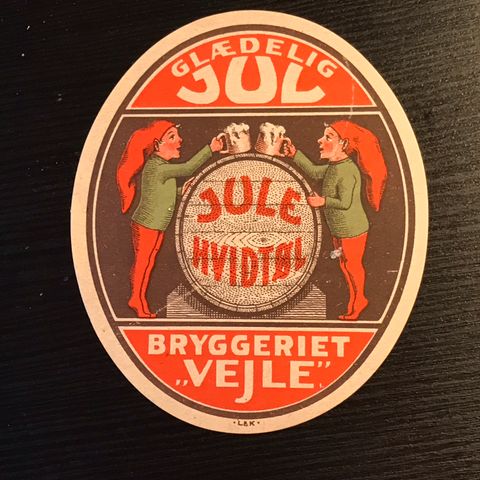 GLÆDELIG
JUL
JULE
HVIDTØL
BRYGGERIET
„VEJLE”
· L&K ·